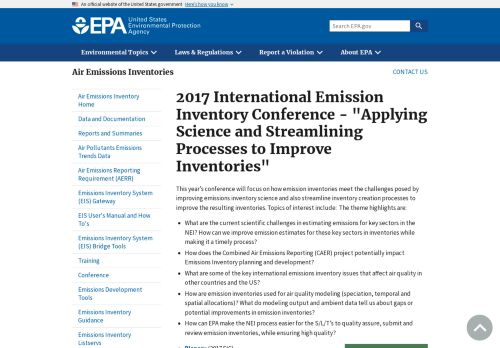 An official website of the United States government Here's how you know
EPA United States
Environmental Protection
Agency
Search EPA.gov
Environmental Topics
Laws & Regulations
Report a Violation
About EPA
Air Emissions Inventories
CONTACT US
Air Emissions Inventory
Home
Data and Documentation
Reports and Summaries
Air Pollutants Emissions
Trends Data
Air Emissions Reporting
Requirement (AERR)
Emissions Inventory System
(EIS) Gateway
EIS User's Manual and How
To's
Emissions Inventory System
(EIS) Bridge Tools
Training
Conference
Emissions Development
Tools
Emissions Inventory
Guidance
Emissions Inventory
Listservs
2017 International Emission
Inventory Conference - "Applying
Science and Streamlining
Processes to Improve
Inventories"
This year's conference will focus on how emission inventories meet the challenges posed by
improving emissions inventory science and also streamline inventory creation processes to
improve the resulting inventories. Topics of interest include: The theme highlights are:
• What are the current scientific challenges in estimating emissions for key sectors in the
NEI? How can we improve emission estimates for these key sectors in inventories while
making it a timely process?
• How does the Combined Air Emissions Reporting (CAER) project potentially impact
Emissions Inventory planning and development?
• What are some of the key international emissions inventory issues that affect air quality in
other countries and the US?
• How are emission inventories used for air quality modeling (speciation, temporal and
spatial allocations)? What do modeling output and ambient data tell us about gaps or
potential improvements in emission inventories?
• How can EPA make the NEI process easier for the S/L/T's to quality assure, submit and
review emission inventories, while ensuring high quality?